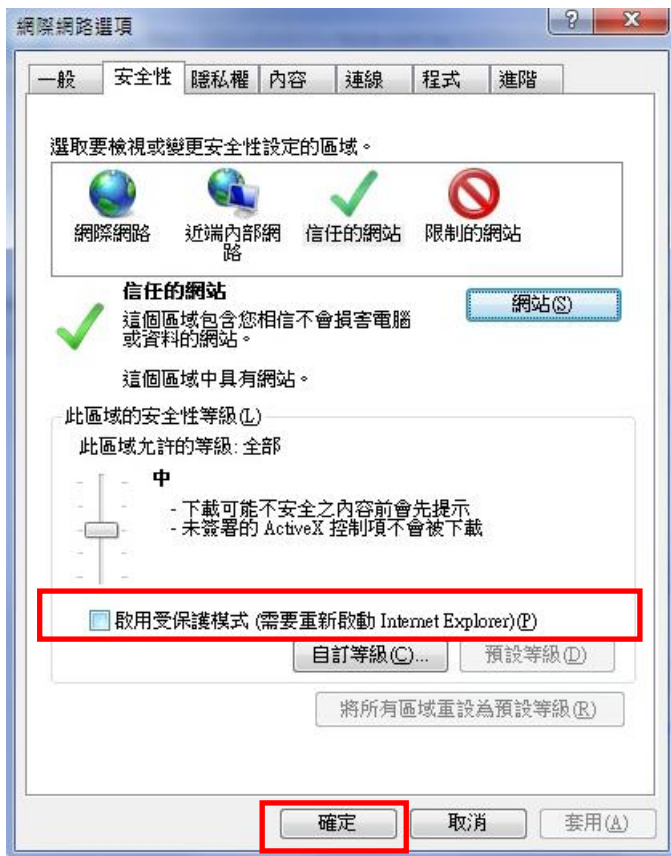 網際網路選項
一般 安全性 隱私權 內容 連線 程式 進階
選取要檢視或變更安全性設定的區域。
網際網路 近端內部網路 信任的網站 限制的網站
信任的網站
網站(S)
這個區域包含您相信不會損害電腦
或資料的網站。
這個區域中具有網站。
此區域的安全性等級(L)
此區域允許的等級: 全部
中
- 下載可能不安全之內容前會先提示
- 未簽署的 ActiveX 控制項不會被下載
啟用受保護模式 (需要重新啟動 Internet Explorer)(P)
自訂等級(C)... 預設等級(D)
將所有區域重設為預設等級(R)
確定 取消 套用(A)